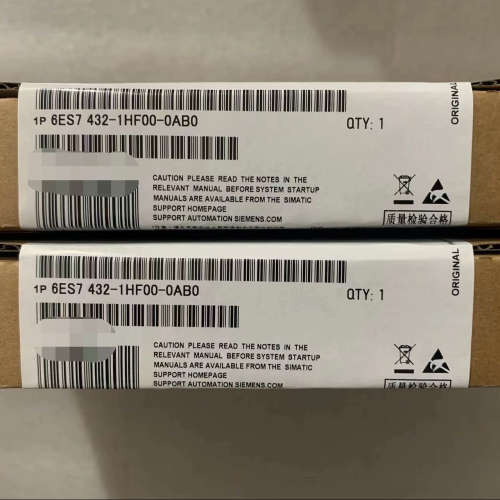 1P 6ES7 432-1HF00-0AB0
QTY: 1
ORIGINAL
CAUTION PLEASE READ THE NOTES IN THE
RELEVANT MANUAL BEFORE SYSTEM STARTUP
MANUALS ARE AVAILABLE FROM THE SIMATIC
SUPPORT HOMEPAGE
SUPPORT AUTOMATION SIEMENS.COM
质量检验合格
1P 6ES7 432-1HF00-0AB0
QTY: 1
ORIGINAL
CAUTION PLEASE READ THE NOTES IN THE
RELEVANT MANUAL BEFORE SYSTEM STARTUP
MANUALS ARE AVAILABLE FROM THE SIMATIC
SUPPORT HOMEPAGE
SUPPORT AUTOMATION SIEMENS.COM
质量检验合格